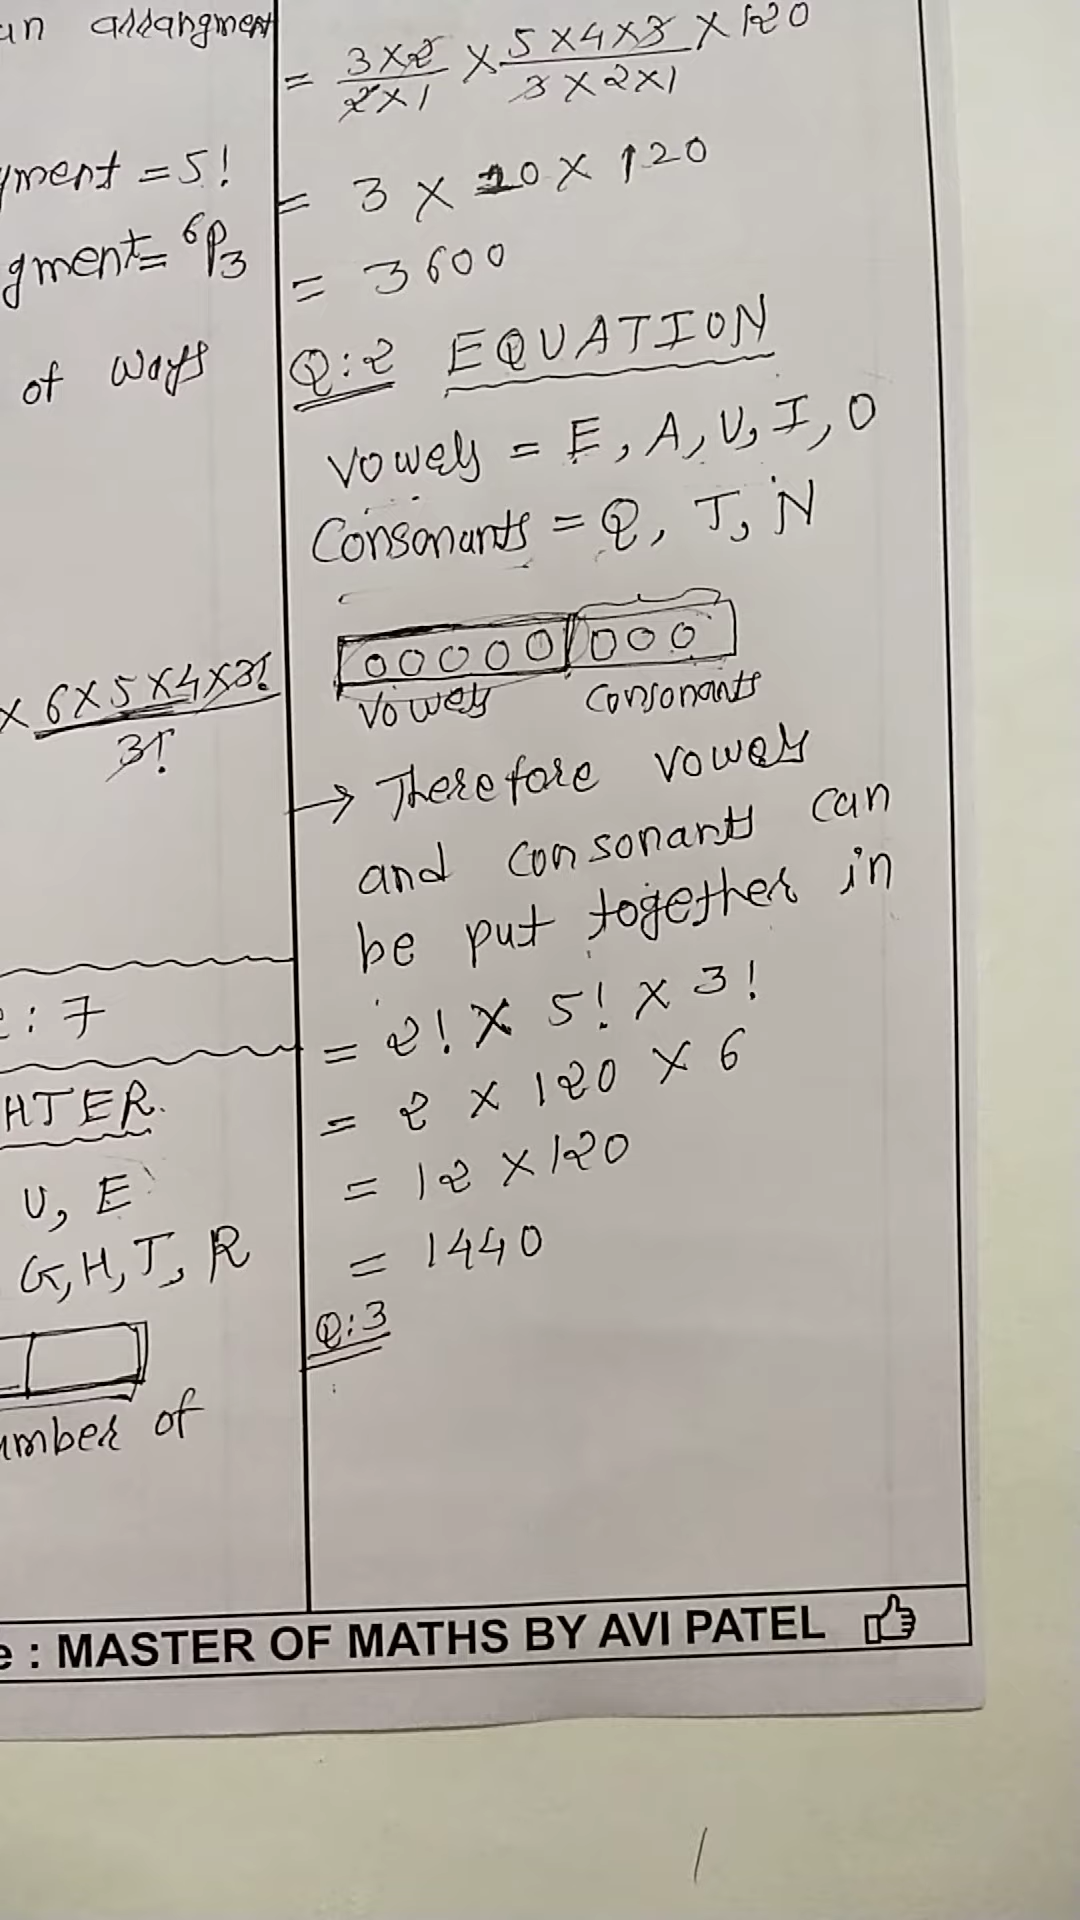 an arrangment
yment = 5!
gment = ⁶P₃
of ways
× 6×5×4×3!
3!
: 7
HTER.
U, E
G, H, T, R
umber of
= 3×2 / 2×1 × 5×4×3 / 3×2×1 × 120
= 3 × 10 × 120
= 3600
Q:2 EQUATION
Vowels = E, A, U, I, O
Consonants = Q, T, N
OOOOO OOO
Vowels Consonants
→ Therefore vowels
and consonants can
be put together in
= 2! × 5! × 3!
= 2 × 120 × 6
= 12 × 120
= 1440
Q:3
e : MASTER OF MATHS BY AVI PATEL